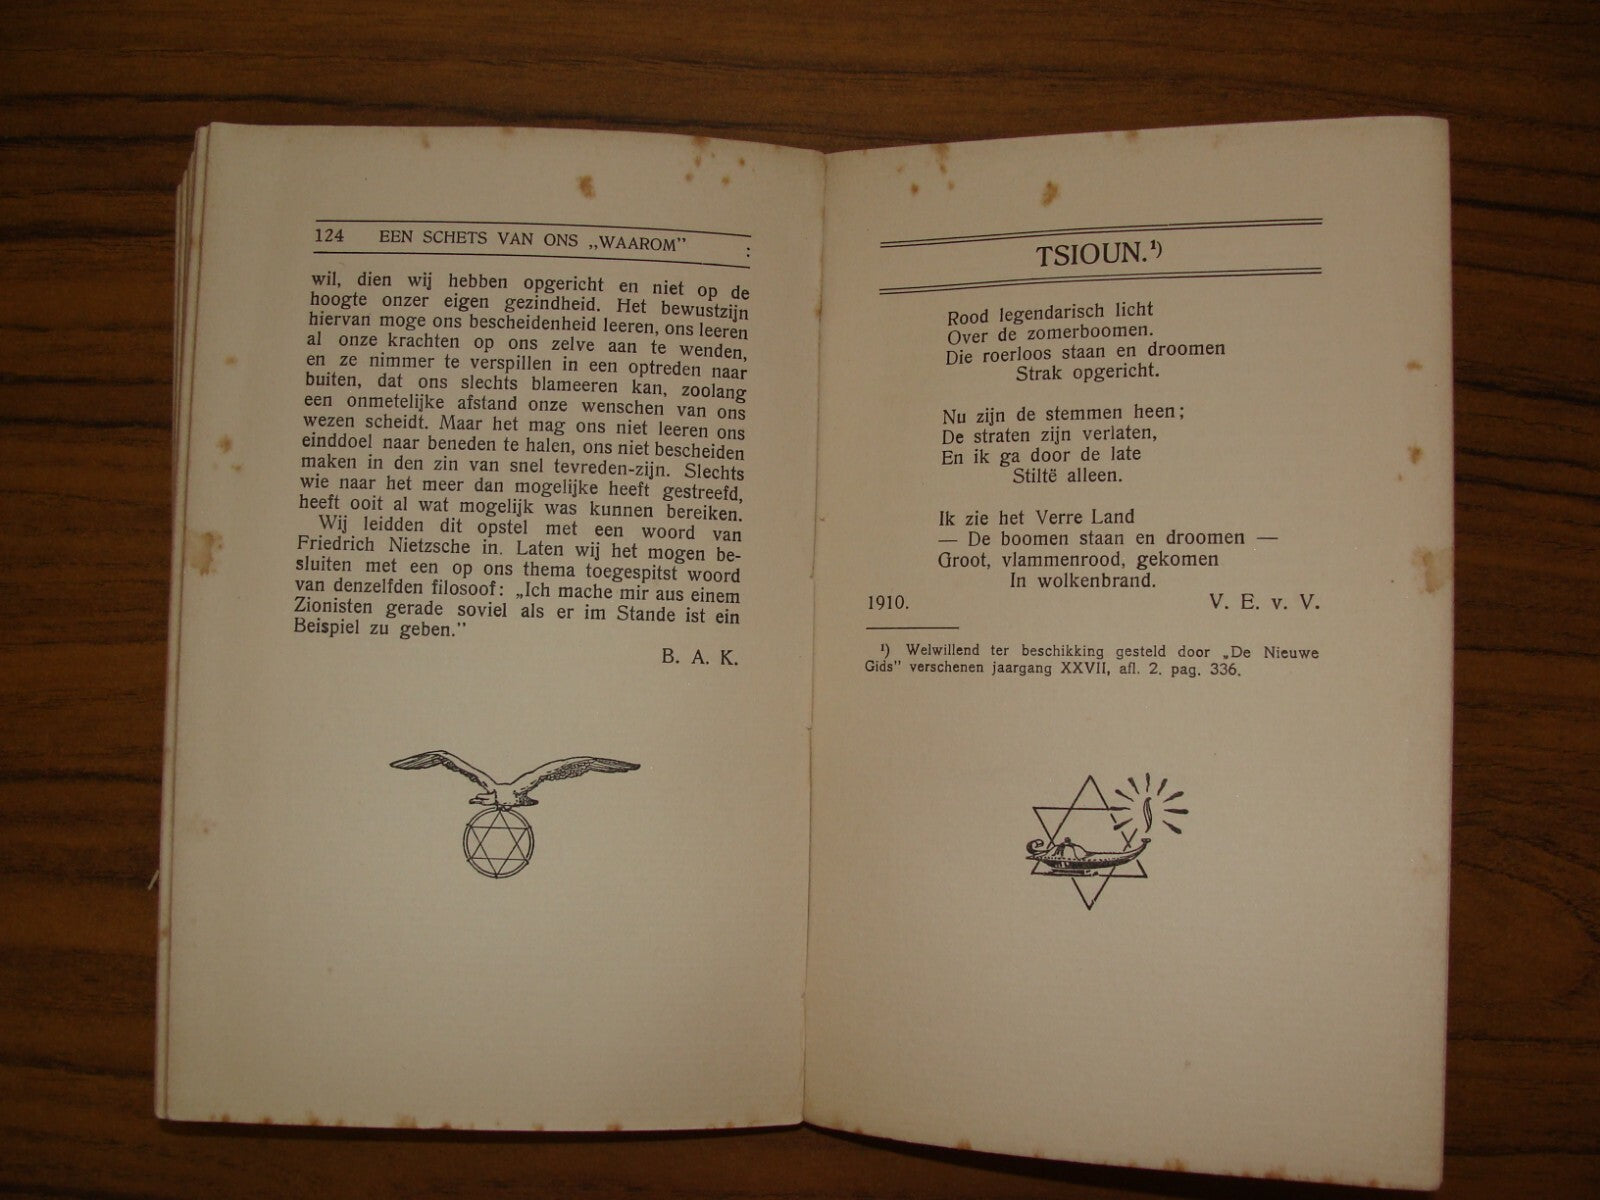 124 EEN SCHETS VAN ONS „WAAROM” :
wil, dien wij hebben opgericht en niet op de
hoogte onzer eigen gezindheid. Het bewustzijn
hiervan moge ons bescheidenheid leeren, ons leeren
al onze krachten op ons zelve aan te wenden,
en ze nimmer te verspillen in een optreden naar
buiten, dat ons slechts blameeren kan, zoolang
een onmetelijke afstand onze wenschen van ons
wezen scheidt. Maar het mag ons niet leeren ons
einddoel naar beneden te halen, ons niet bescheiden
maken in den zin van snel tevreden-zijn. Slechts
wie naar het meer dan mogelijke heeft gestreefd,
heeft ooit al wat mogelijk was kunnen bereiken.
Wij leidden dit opstel met een woord van
Friedrich Nietzsche in. Laten wij het mogen be-
sluiten met een op ons thema toegespitst woord
van denzelfden filosoof: „Ich mache mir aus einem
Zionisten gerade soviel als er im Stande ist ein
Beispiel zu geben.”
B. A. K.
TSIOUN.¹)
Rood legendarisch licht
Over de zomerboomen.
Die roerloos staan en droomen
Strak opgericht.
Nu zijn de stemmen heen;
De straten zijn verlaten,
En ik ga door de late
Stiltë alleen.
Ik zie het Verre Land
— De boomen staan en droomen —
Groot, vlammenrood, gekomen
In wolkenbrand.
1910. V. E. v. V.
¹) Welwillend ter beschikking gesteld door „De Nieuwe
Gids” verschenen jaargang XXVII, afl. 2. pag. 336.